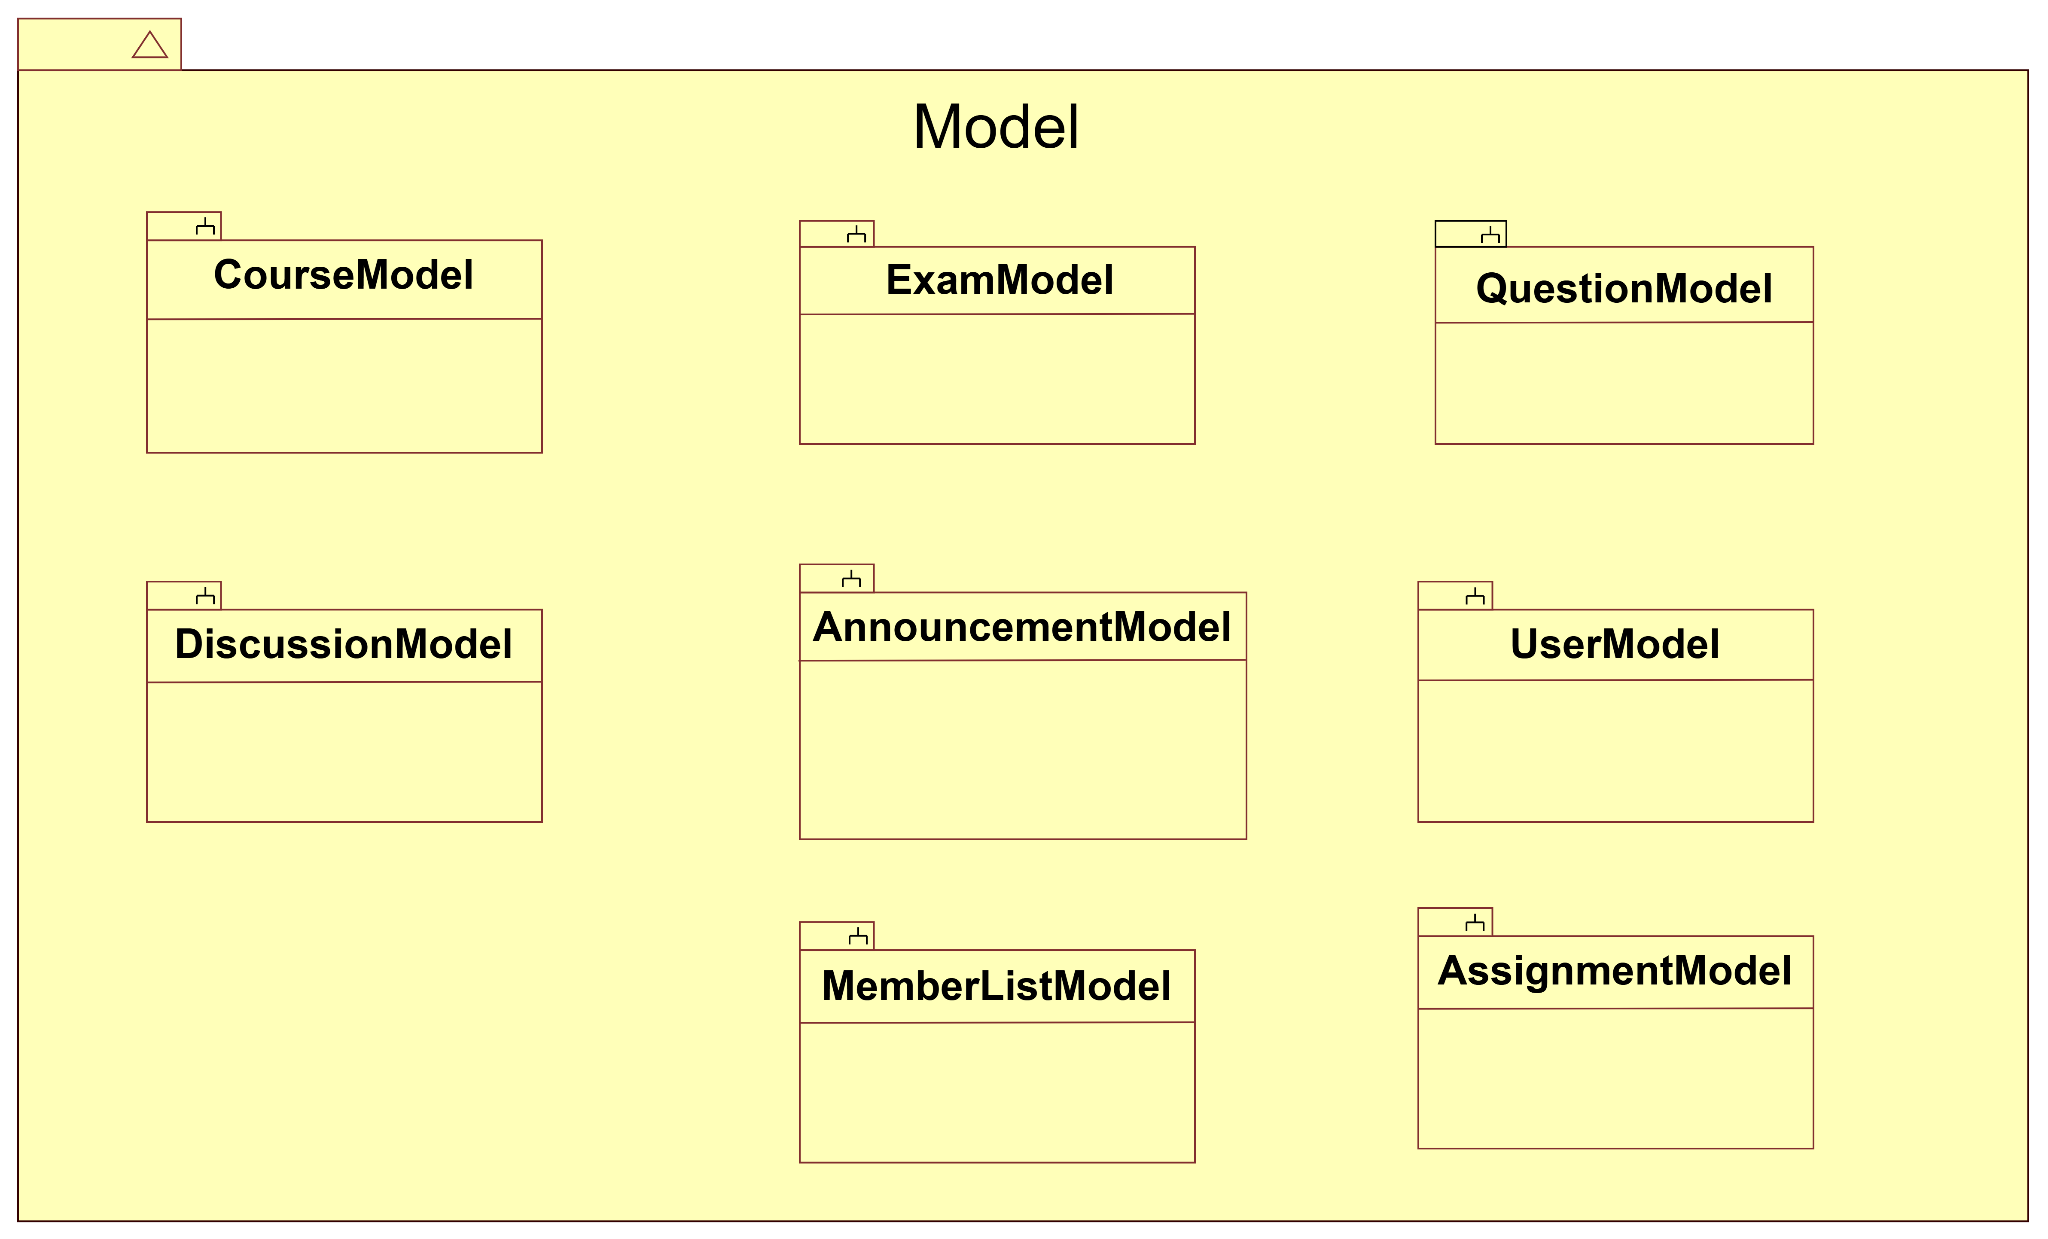 Model
CourseModel
ExamModel
QuestionModel
DiscussionModel
AnnouncementModel
UserModel
MemberListModel
AssignmentModel